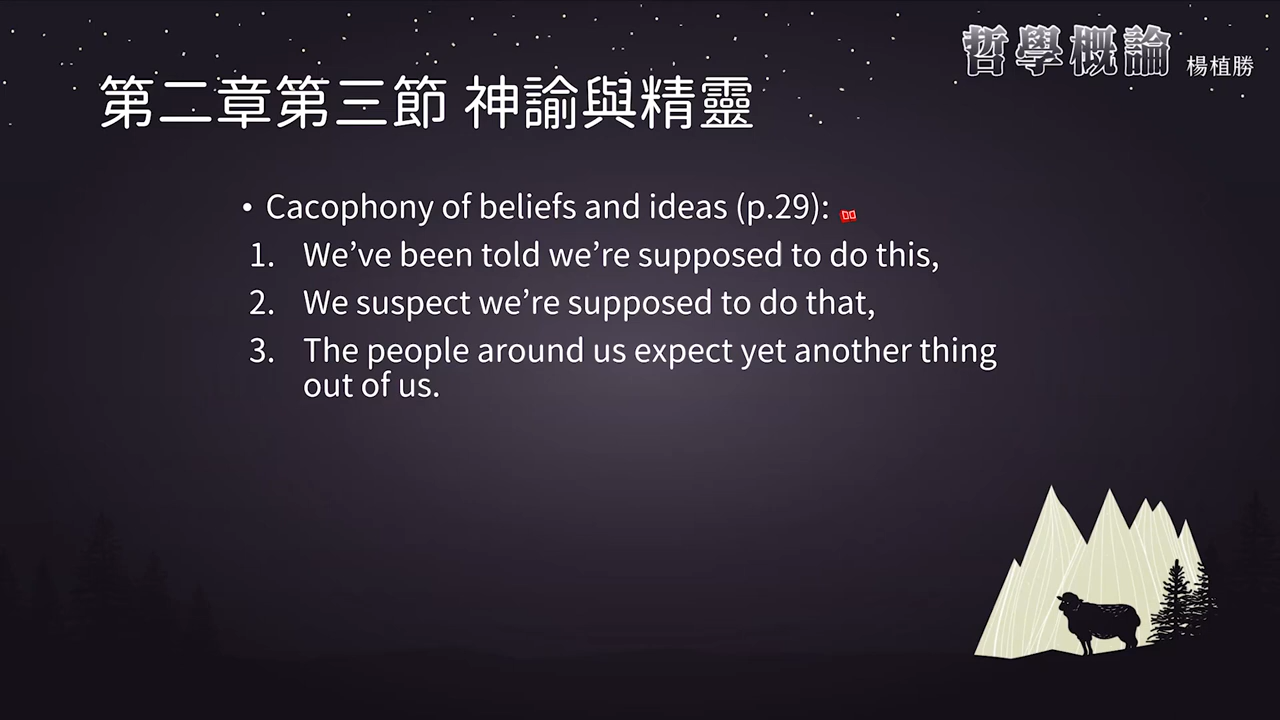 哲學概論 楊植勝
第二章第三節 神諭與精靈
• Cacophony of beliefs and ideas (p.29):
1. We’ve been told we’re supposed to do this,
2. We suspect we’re supposed to do that,
3. The people around us expect yet another thing
out of us.